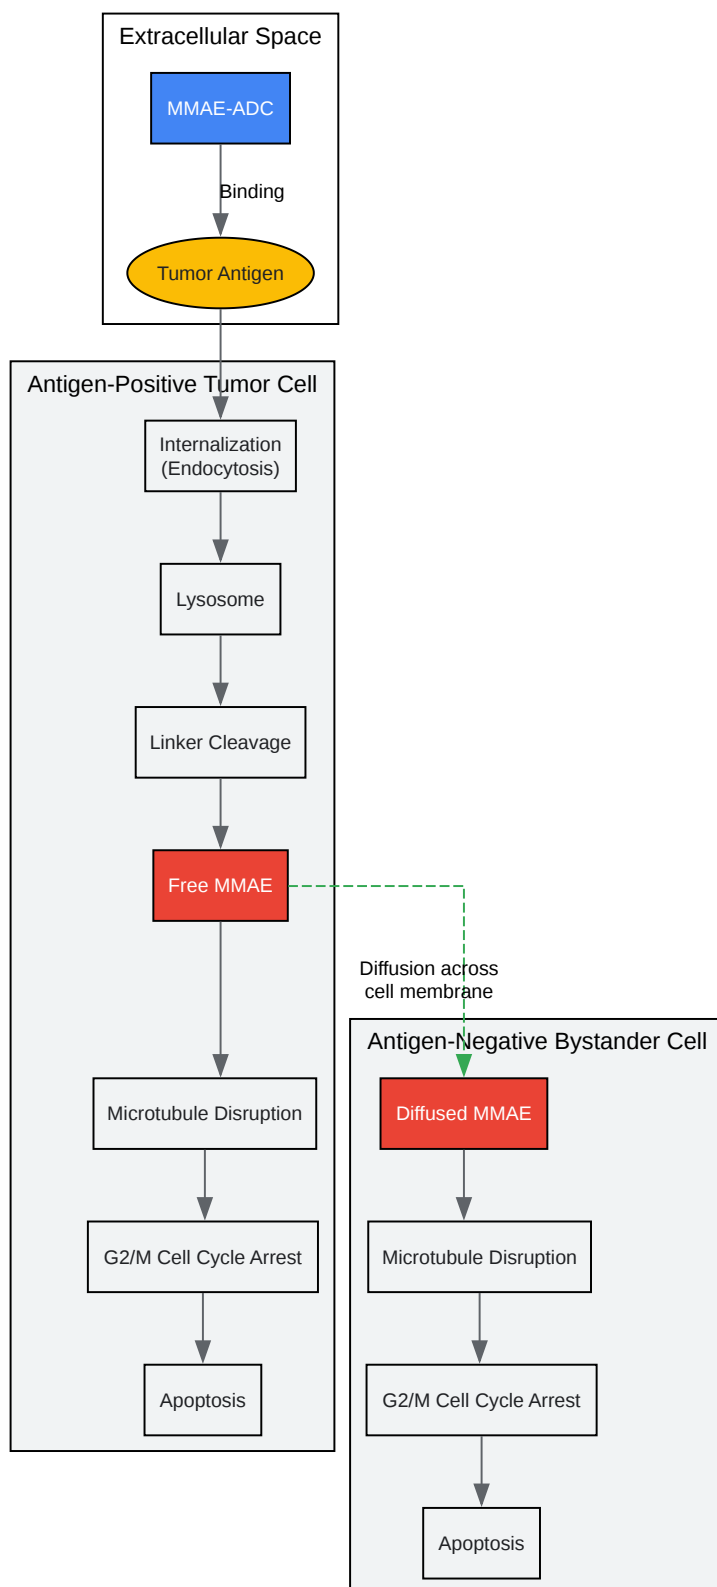 Extracellular Space
MMAE-ADC
Binding
Tumor Antigen
Antigen-Positive Tumor Cell
Internalization
(Endocytosis)
Lysosome
Linker Cleavage
Free MMAE
Diffusion across
cell membrane
Antigen-Negative Bystander Cell
Microtubule Disruption
Diffused MMAE
G2/M Cell Cycle Arrest
Microtubule Disruption
Apoptosis
G2/M Cell Cycle Arrest
Apoptosis